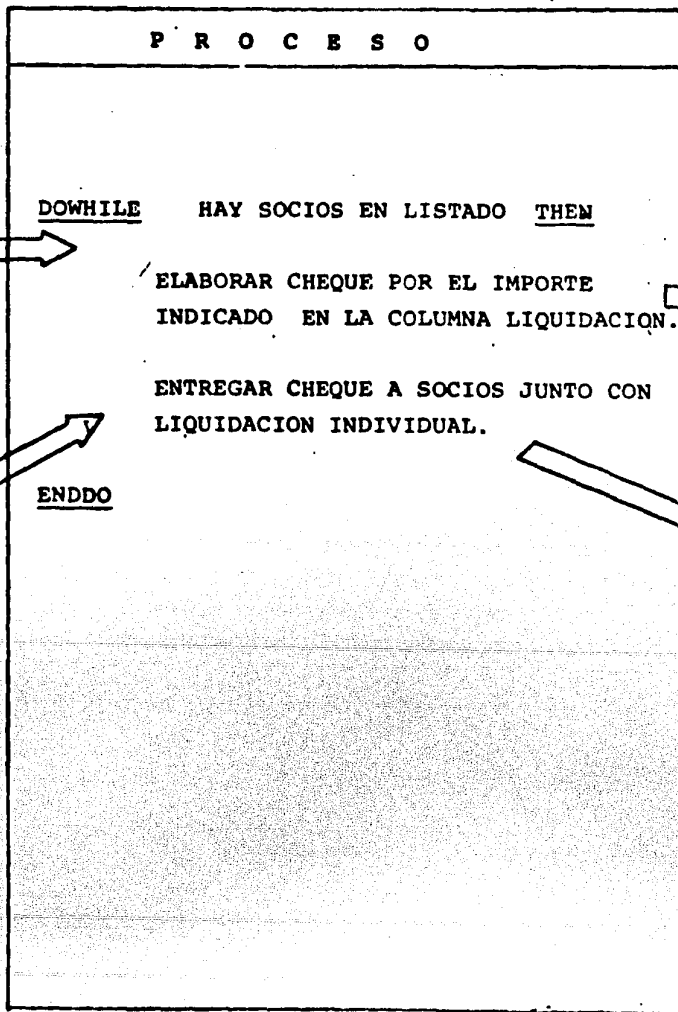 P R O C E S O
DOWHILE HAY SOCIOS EN LISTADO THEN
ELABORAR CHEQUE POR EL IMPORTE
INDICADO EN LA COLUMNA LIQUIDACION.
ENTREGAR CHEQUE A SOCIOS JUNTO CON
LIQUIDACION INDIVIDUAL.
ENDDO